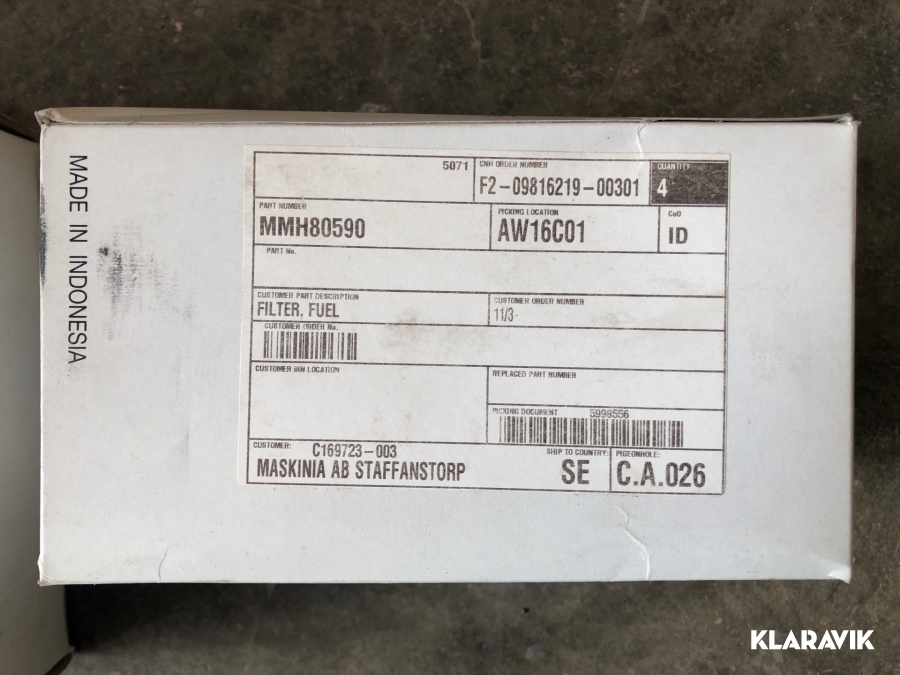 MADE IN INDONESIA
5071
CNH ORDER NUMBER
F2-09816219-00301
QUANTITY
4
PART NUMBER
MMH80590
PICKING LOCATION
AW16C01
CoO
ID
PART No.
CUSTOMER PART DESCRIPTION
FILTER, FUEL
CUSTOMER ORDER NUMBER
11/3-
CUSTOMER ORDER No.
CUSTOMER BIN LOCATION
REPLACED PART NUMBER
PICKING DOCUMENT 5998556
CUSTOMER: C169723-003
MASKINIA AB STAFFANSTORP
SHIP TO COUNTRY:
SE
PIGEONHOLE:
C.A.026
KLARAVIK